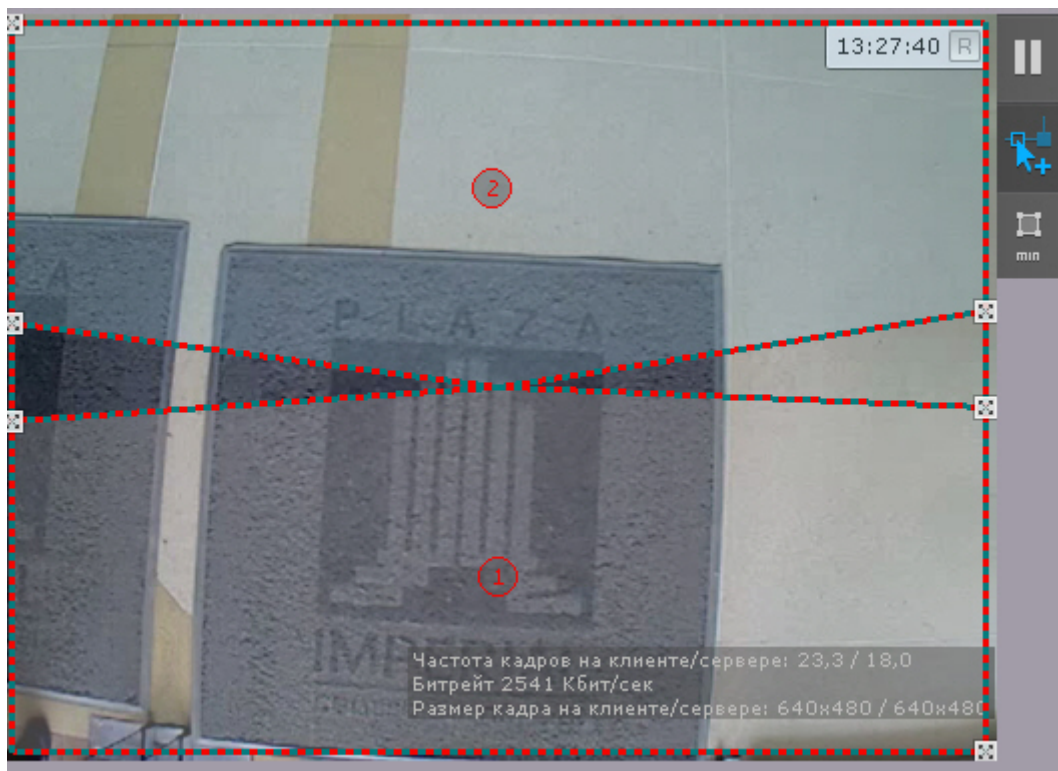 13:27:40 R
2
A
P L A Z A
1
Частота кадров на клиенте/сервере: 23,3 / 18,0
Битрейт 2541 Кбит/сек
Размер кадра на клиенте/сервере: 640x480 / 640x480
min